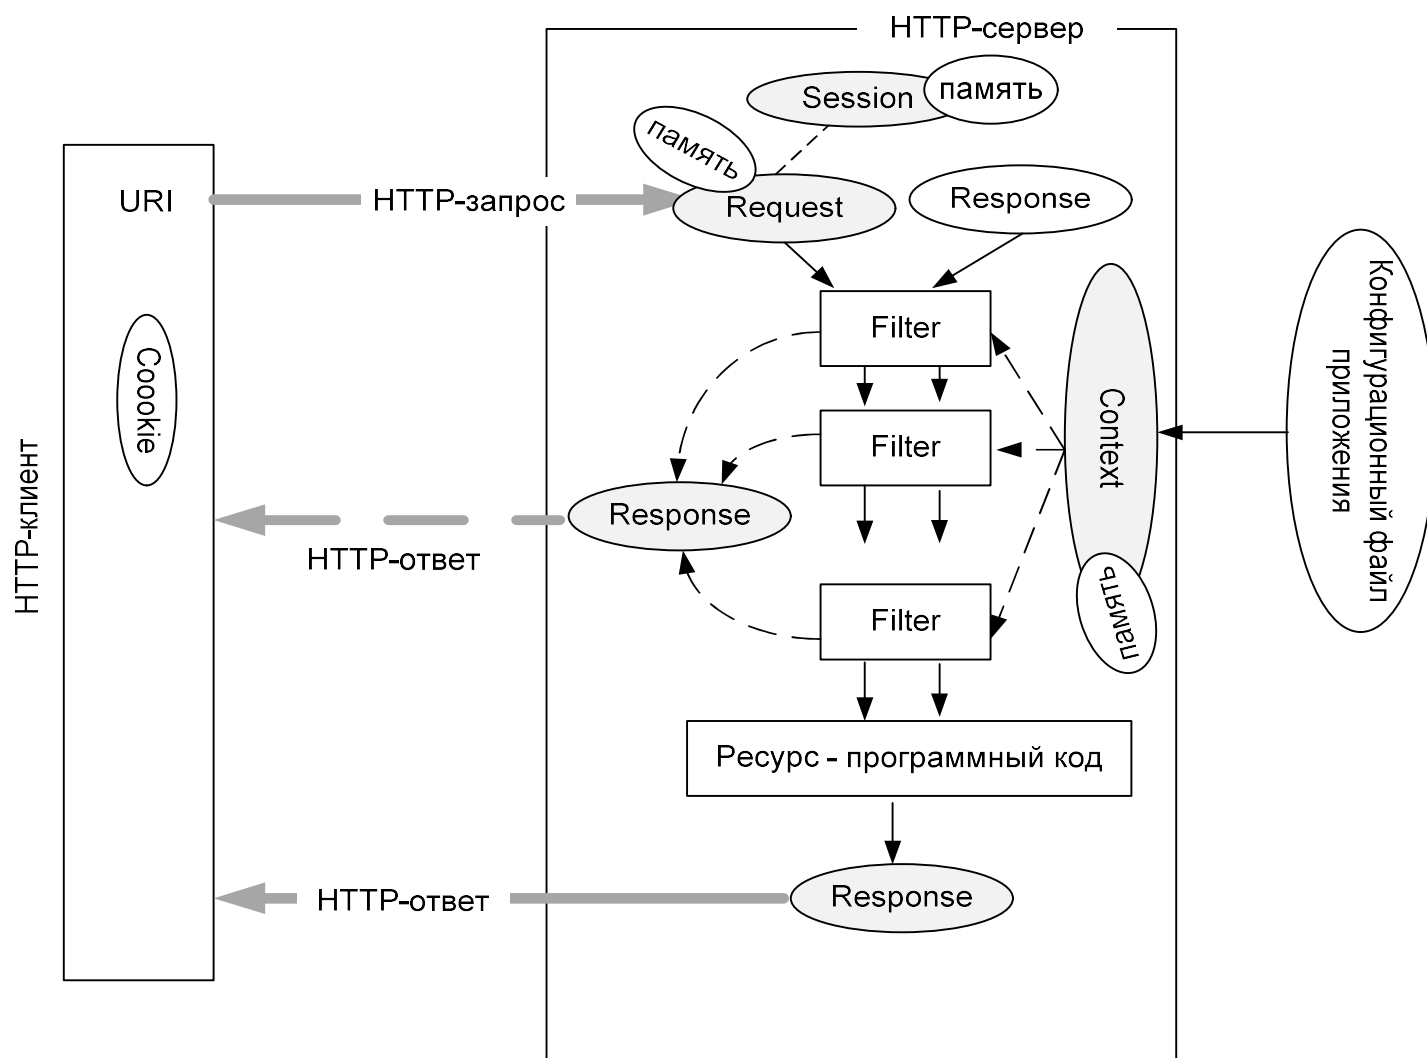 HTTP-сервер
Session
память
память
URI
HTTP-запрос
Request
Response
Filter
Coookie
Context
Конфигурационный файл
приложения
Filter
HTTP-клиент
Response
HTTP-ответ
память
Filter
Ресурс - программный код
Response
HTTP-ответ